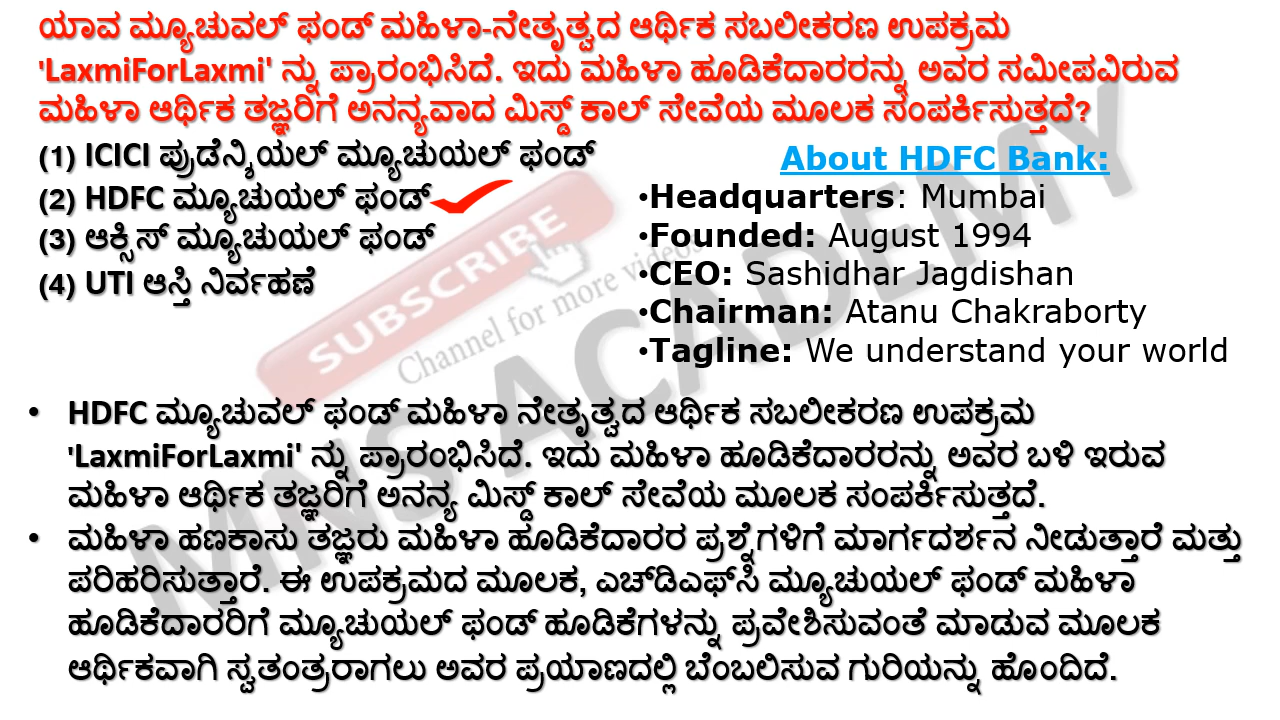 ಯಾವ ಮ್ಯೂಚುವಲ್ ಫಂಡ್ ಮಹಿಳಾ-ನೇತೃತ್ವದ ಆರ್ಥಿಕ ಸಬಲೀಕರಣ ಉಪಕ್ರಮ
'LaxmiForLaxmi' ನ್ನು ಪ್ರಾರಂಭಿಸಿದೆ. ಇದು ಮಹಿಳಾ ಹೂಡಿಕೆದಾರರನ್ನು ಅವರ ಸಮೀಪವಿರುವ
ಮಹಿಳಾ ಆರ್ಥಿಕ ತಜ್ಞರಿಗೆ ಅನನ್ಯವಾದ ಮಿಸ್ಡ್ ಕಾಲ್ ಸೇವೆಯ ಮೂಲಕ ಸಂಪರ್ಕಿಸುತ್ತದೆ?
(1) ICICI ಪ್ರುಡೆನ್ಶಿಯಲ್ ಮ್ಯೂಚುಯಲ್ ಫಂಡ್
(2) HDFC ಮ್ಯೂಚುಯಲ್ ಫಂಡ್
(3) ಆಕ್ಸಿಸ್ ಮ್ಯೂಚುಯಲ್ ಫಂಡ್
(4) UTI ಆಸ್ತಿ ನಿರ್ವಹಣೆ
About HDFC Bank:
•Headquarters: Mumbai
•Founded: August 1994
•CEO: Sashidhar Jagdishan
•Chairman: Atanu Chakraborty
•Tagline: We understand your world
SUBSCRIBE
Channel for more videos
MNS ACADEMY
• HDFC ಮ್ಯೂಚುವಲ್ ಫಂಡ್ ಮಹಿಳಾ ನೇತೃತ್ವದ ಆರ್ಥಿಕ ಸಬಲೀಕರಣ ಉಪಕ್ರಮ
'LaxmiForLaxmi' ನ್ನು ಪ್ರಾರಂಭಿಸಿದೆ. ಇದು ಮಹಿಳಾ ಹೂಡಿಕೆದಾರರನ್ನು ಅವರ ಬಳಿ ಇರುವ
ಮಹಿಳಾ ಆರ್ಥಿಕ ತಜ್ಞರಿಗೆ ಅನನ್ಯ ಮಿಸ್ಡ್ ಕಾಲ್ ಸೇವೆಯ ಮೂಲಕ ಸಂಪರ್ಕಿಸುತ್ತದೆ.
• ಮಹಿಳಾ ಹಣಕಾಸು ತಜ್ಞರು ಮಹಿಳಾ ಹೂಡಿಕೆದಾರರ ಪ್ರಶ್ನೆಗಳಿಗೆ ಮಾರ್ಗದರ್ಶನ ನೀಡುತ್ತಾರೆ ಮತ್ತು
ಪರಿಹರಿಸುತ್ತಾರೆ. ಈ ಉಪಕ್ರಮದ ಮೂಲಕ, ಎಚ್‌ಡಿಎಫ್‌ಸಿ ಮ್ಯೂಚುಯಲ್ ಫಂಡ್ ಮಹಿಳಾ
ಹೂಡಿಕೆದಾರರಿಗೆ ಮ್ಯೂಚುಯಲ್ ಫಂಡ್ ಹೂಡಿಕೆಗಳನ್ನು ಪ್ರವೇಶಿಸುವಂತೆ ಮಾಡುವ ಮೂಲಕ
ಆರ್ಥಿಕವಾಗಿ ಸ್ವತಂತ್ರರಾಗಲು ಅವರ ಪ್ರಯಾಣದಲ್ಲಿ ಬೆಂಬಲಿಸುವ ಗುರಿಯನ್ನು ಹೊಂದಿದೆ.